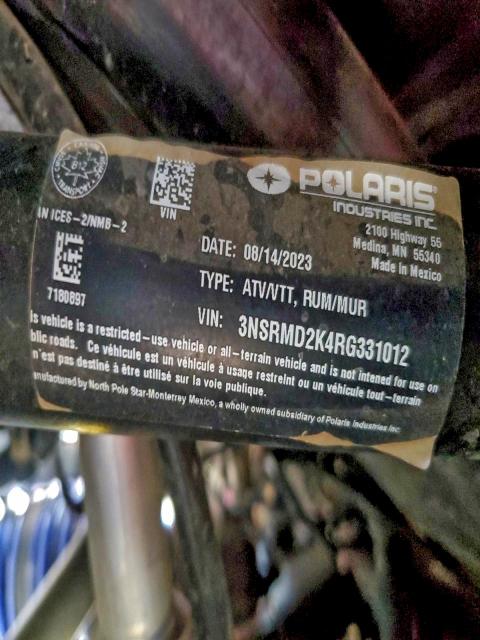 POLARIS
INDUSTRIES INC.
2100 Highway 55
Medina, MN 55340
Made in Mexico
VIN
N ICES-2/NMB-2
7180897
DATE: 08/14/2023
TYPE: ATV/VTT, RUM/MUR
VIN: 3NSRMD2K4RG331012
is vehicle is a restricted-use vehicle or all-terrain vehicle and is not intended for use on
blic roads. Ce véhicule est un véhicule à usage restreint ou un véhicule tout-terrain
n'est pas destiné à être utilisé sur la voie publique.
nufactured by North Pole Star-Monterrey Mexico, a wholly owned subsidiary of Polaris Industries Inc.